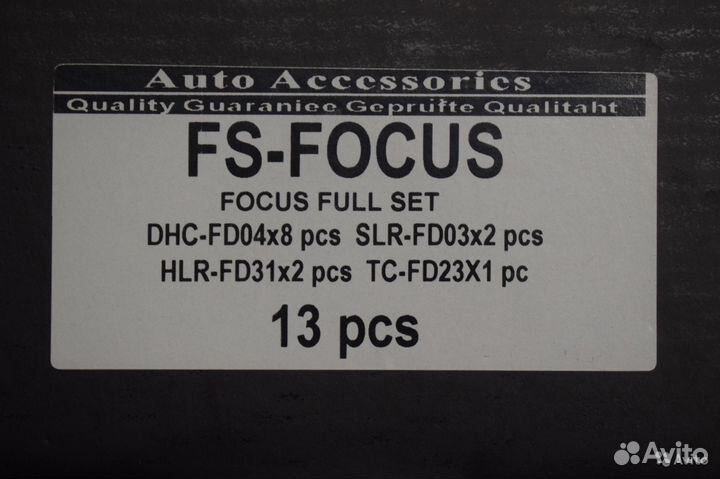 Auto Accessories
Quality Guaraniee Geprufte Qualitaht
FS-FOCUS
FOCUS FULL SET
DHC-FD04x8 pcs SLR-FD03x2 pcs
HLR-FD31x2 pcs TC-FD23X1 pc
13 pcs
Avito
Avito